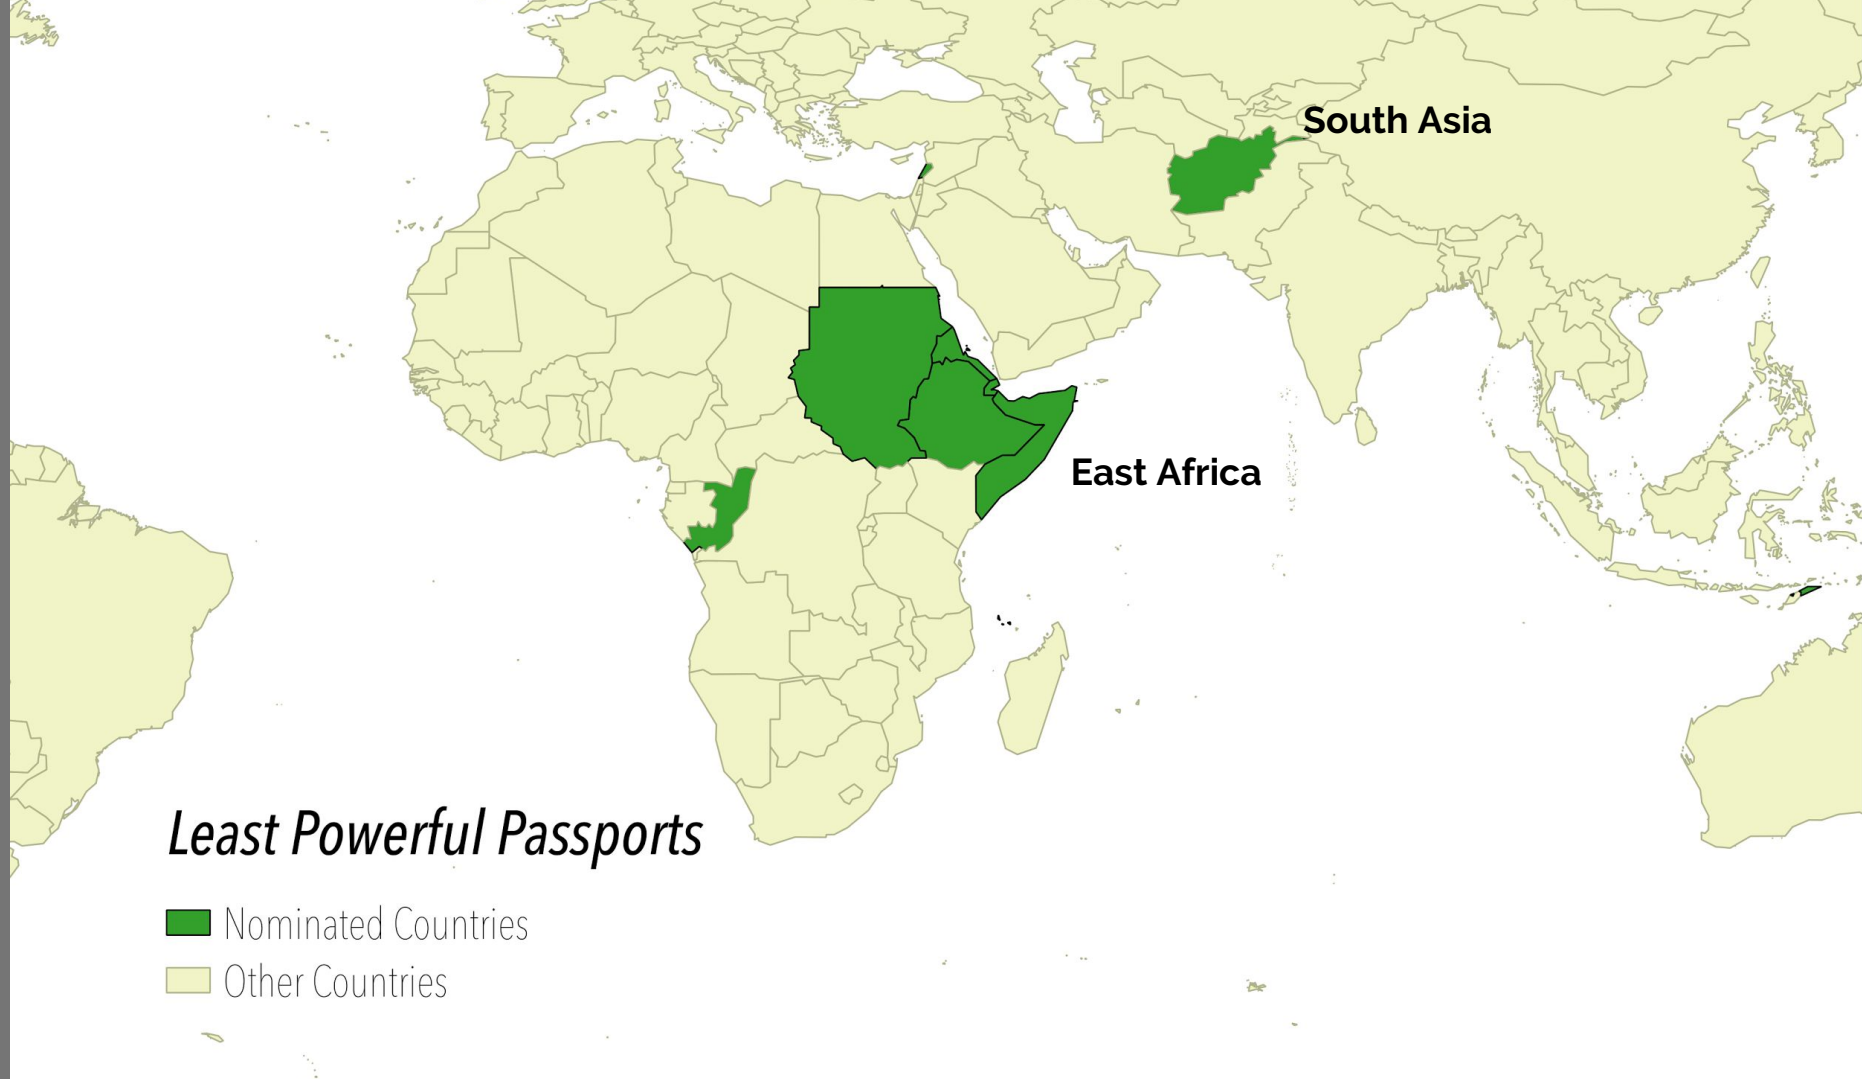 South Asia
East Africa
Least Powerful Passports
Nominated Countries
Other Countries